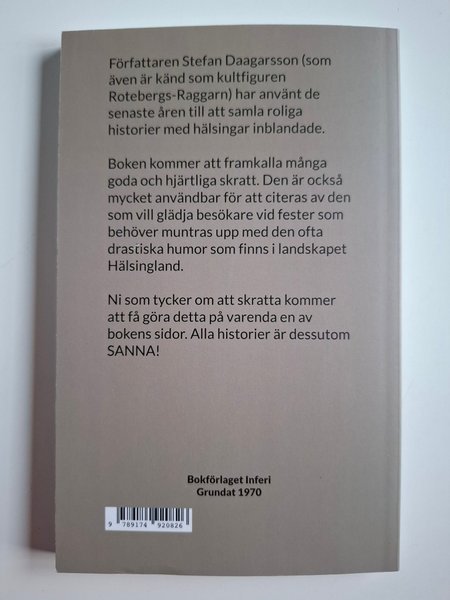 Författaren Stefan Daagarsson (som
även är känd som kultfiguren
Rotebergs-Raggarn) har använt de
senaste åren till att samla roliga
historier med hälsingar inblandade.
Boken kommer att framkalla många
goda och hjärtliga skratt. Den är också
mycket användbar för att citeras av den
som vill glädja besökare vid fester som
behöver muntras upp med den ofta
drastiska humor som finns i landskapet
Hälsingland.
Ni som tycker om att skratta kommer
att få göra detta på varenda en av
bokens sidor. Alla historier är dessutom
SANNA!
Bokförlaget Inferi
Grundat 1970
9 789174 920826